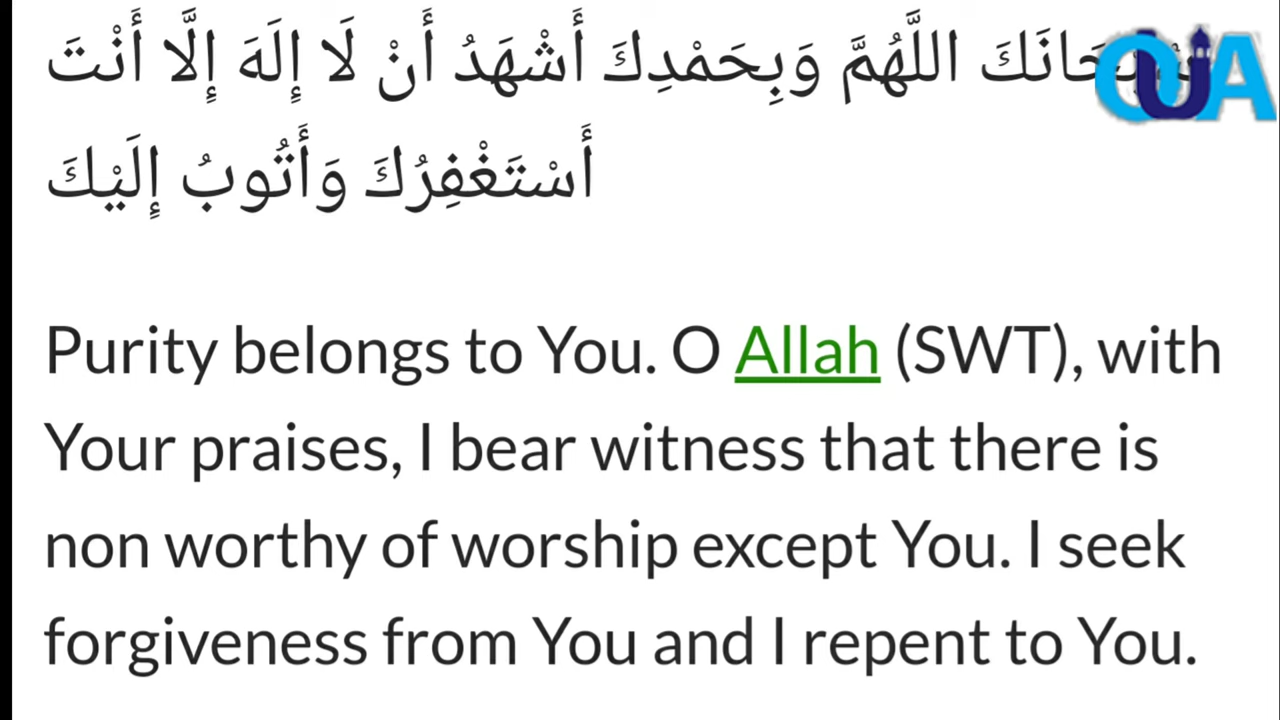 سُبْحَانَكَ اللَّهُمَّ وَبِحَمْدِكَ أَشْهَدُ أَنْ لَا إِلَهَ إِلَّا أَنْتَ
أَسْتَغْفِرُكَ وَأَتُوبُ إِلَيْكَ
Purity belongs to You. O Allah (SWT), with
Your praises, I bear witness that there is
non worthy of worship except You. I seek
forgiveness from You and I repent to You.
OUA